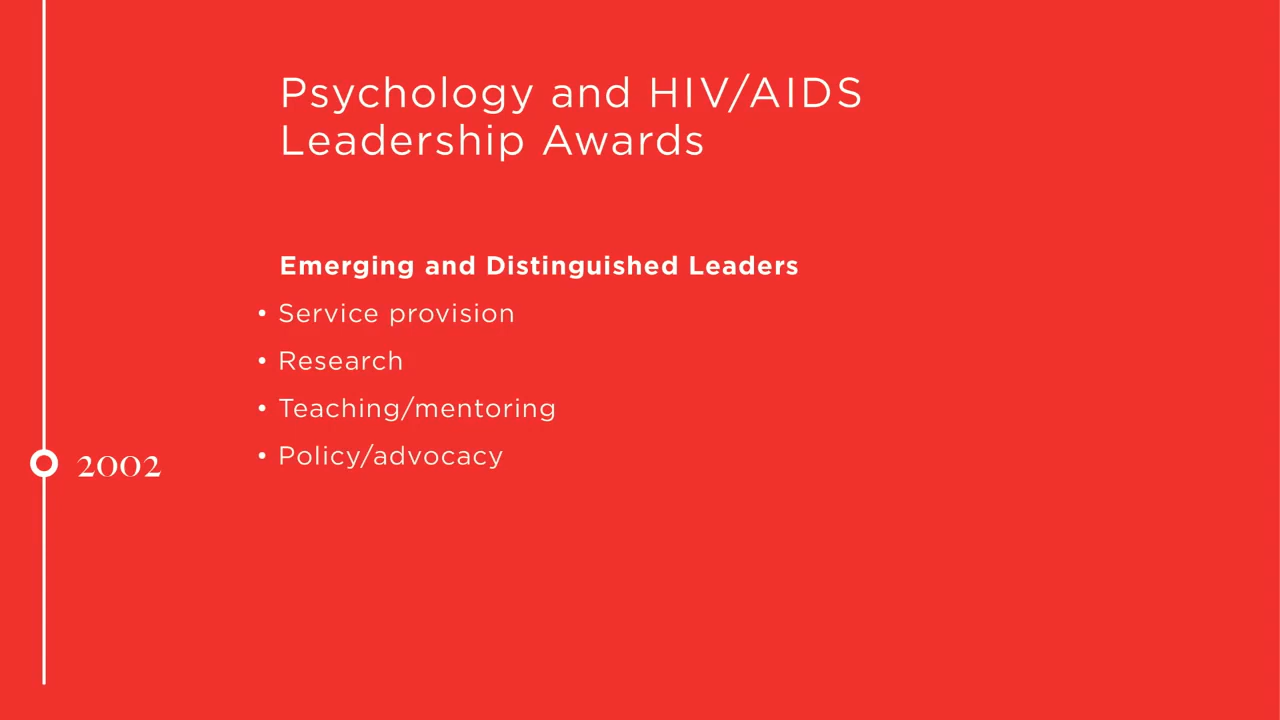 Psychology and HIV/AIDS
Leadership Awards
Emerging and Distinguished Leaders
• Service provision
• Research
• Teaching/mentoring
• Policy/advocacy
2002